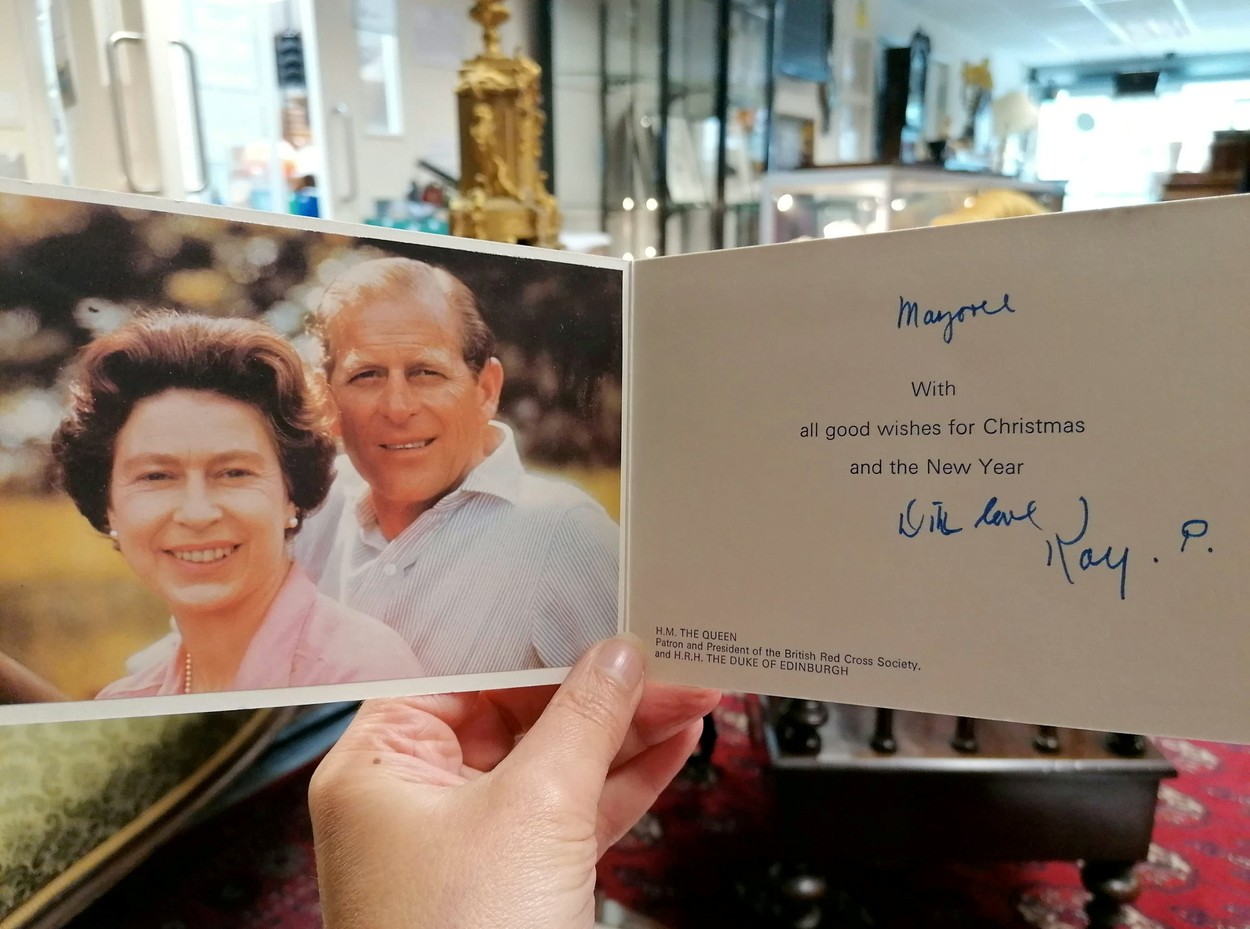 With
all good wishes for Christmas
and the New Year
With love
Kay. P.
H.M. THE QUEEN
Patron and President of the British Red Cross Society,
and H.R.H. THE DUKE OF EDINBURGH